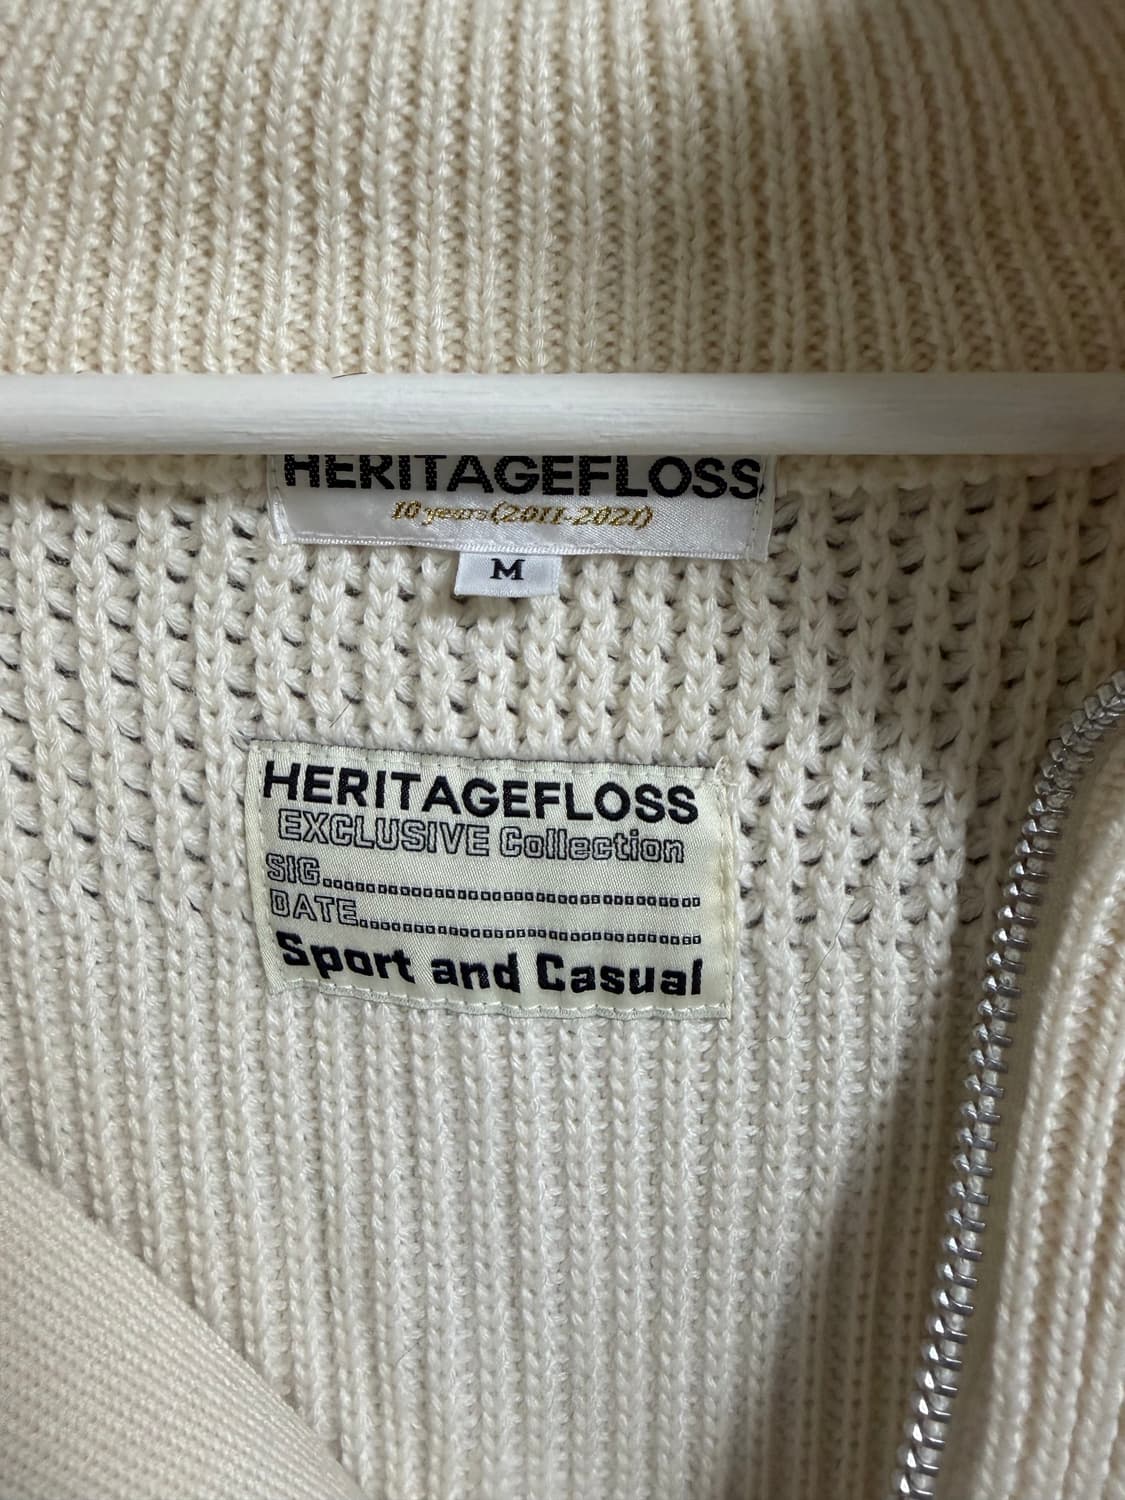 HERITAGEFLOSS
10 years(2011-2021)
M
HERITAGEFLOSS
EXCLUSIVE Collection
SIG........................................
DATE....................................
Sport and Casual